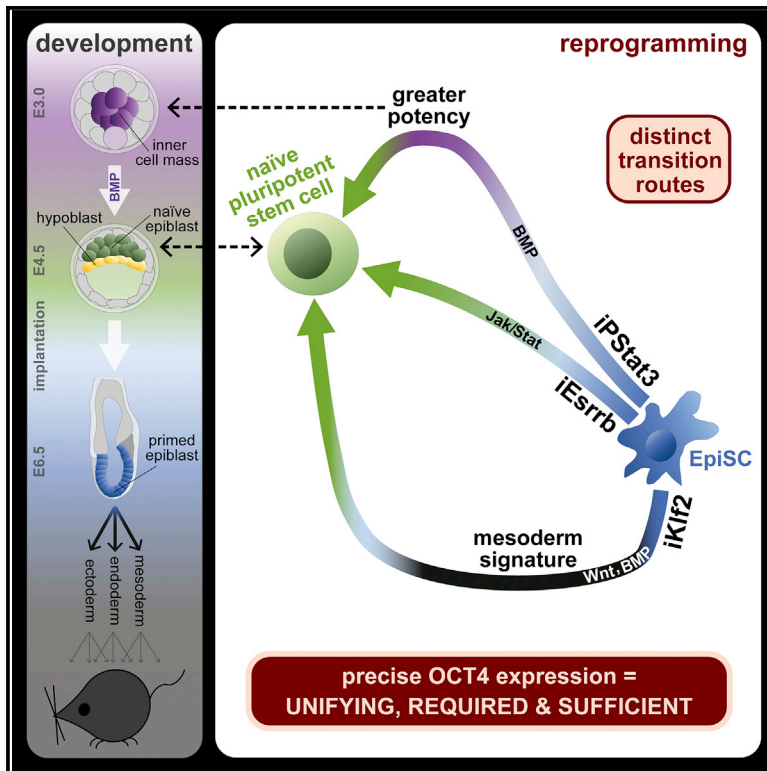 development
E3.0
inner
cell mass
BMP
hypoblast
naïve
epiblast
E4.5
implantation
E6.5
primed
epiblast
ectoderm
endoderm
mesoderm
reprogramming
greater
potency
distinct
transition
routes
naïve
pluripotent
stem cell
BMP
iPStat3
Jak/Stat
iEsrrb
EpiSC
iKlf2
mesoderm
signature
Wnt, BMP
precise OCT4 expression =
UNIFYING, REQUIRED & SUFFICIENT